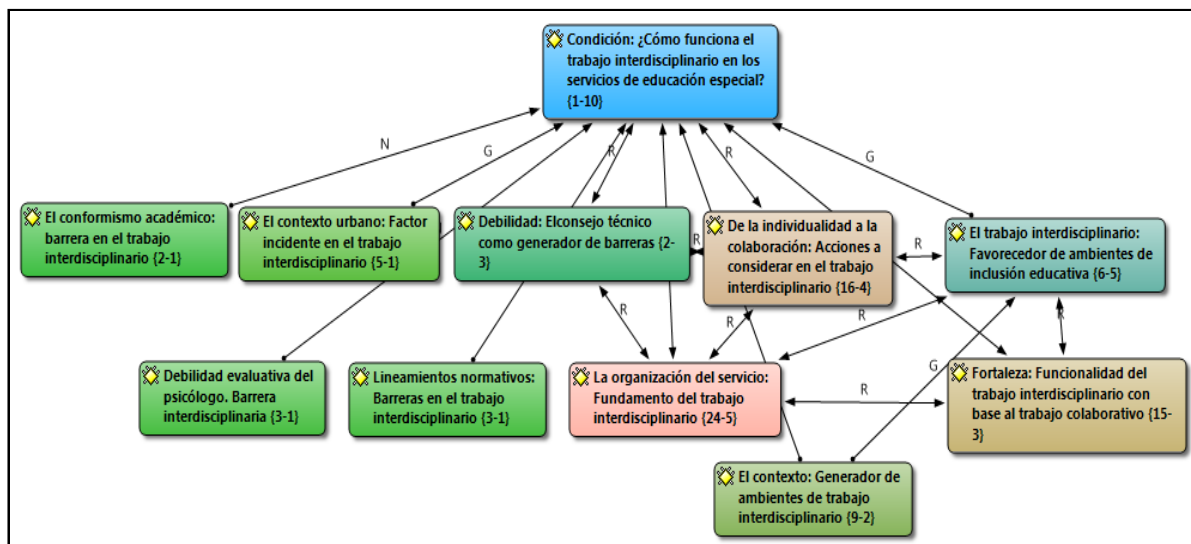 Condición: ¿Cómo funciona el
trabajo interdisciplinario en los
servicios de educación especial?
{1-10}
N
G
R
R
G
El conformismo académico:
barrera en el trabajo
interdisciplinario {2-1}
El contexto urbano: Factor
incidente en el trabajo
interdisciplinario {5-1}
Debilidad: Elconsejo técnico
como generador de barreras {2-
3}
R
De la individualidad a la
colaboración: Acciones a
considerar en el trabajo
interdisciplinario {16-4}
R
El trabajo interdisciplinario:
Favorecedor de ambientes de
inclusión educativa {6-5}
R
R
R
R
Debilidad evaluativa del
psicólogo. Barrera
interdisciplinaria {3-1}
Lineamientos normativos:
Barreras en el trabajo
interdisciplinario {3-1}
La organización del servicio:
Fundamento del trabajo
interdisciplinario {24-5}
G
R
Fortaleza: Funcionalidad del
trabajo interdisciplinario con
base al trabajo colaborativo {15-
3}
El contexto: Generador de
ambientes de trabajo
interdisciplinario {9-2}